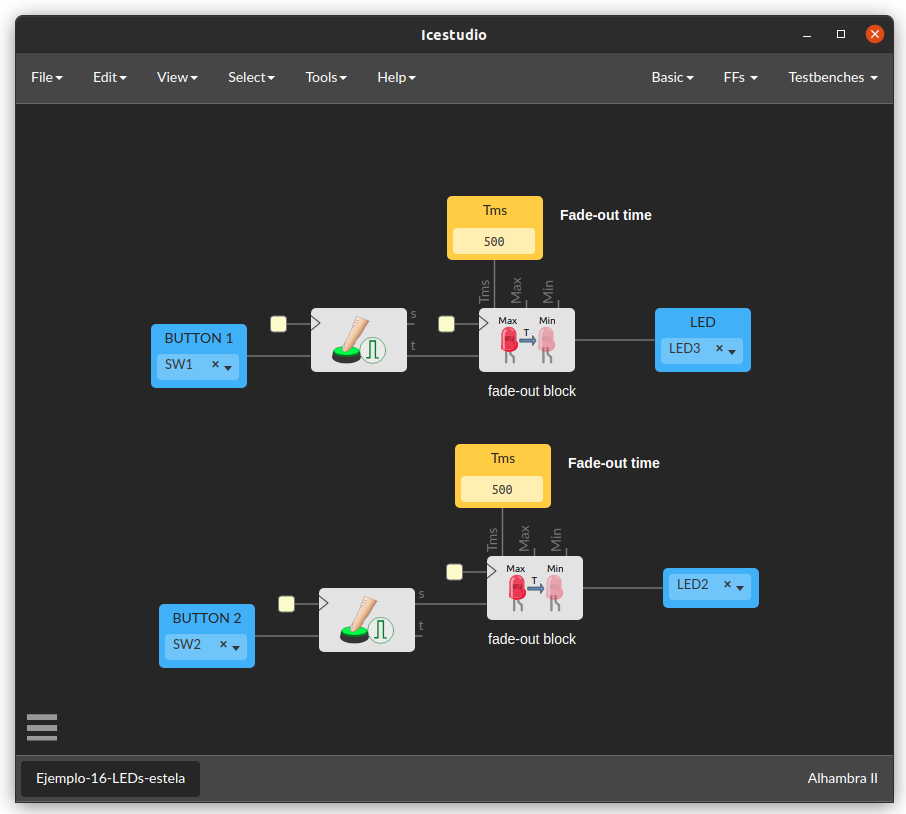 Icestudio
File Edit View Select Tools Help Basic FFs Testbenches
Tms
500
Fade-out time
Tms Max Min
BUTTON 1
SW1 ×
s
t
Max Min
T
LED
LED3 ×
fade-out block
Tms
500
Fade-out time
Tms Max Min
Max Min
T
LED2 ×
BUTTON 2
SW2 ×
s
t
fade-out block
Ejemplo-16-LEDs-estela
Alhambra II